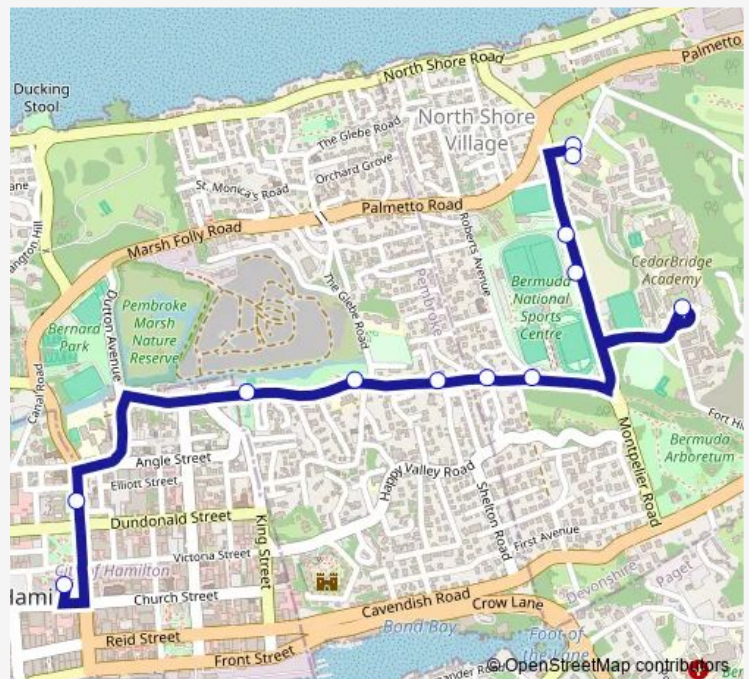 Palmetto
North Shore Road
Ducking
Stool
North Shore
Village
The Glebe Road
Orchard Grove
St. Monica's Road
Palmetto Road
Marsh Folly Road
Roberts Avenue
CedarBridge
Academy
Bermuda
National
Sports
Centre
Pembroke
The Glebe Road
Dutton Avenue
Pembroke
Marsh
Nature
Reserve
Bernard
Park
Canal Road
Angle Street
Elliott Street
Happy Valley Road
Shelton Road
Montpelier Road
Bermuda
Arboretum
Dundonald Street
King Street
Victoria Street
First Avenue
City of Hamilton
Hami
Church Street
Cavendish Road
Crow Lane
Devonshire
Paget
Reid Street
Front Street
Bond Bay
Foot of
the Lane
© OpenStreetMap contributors